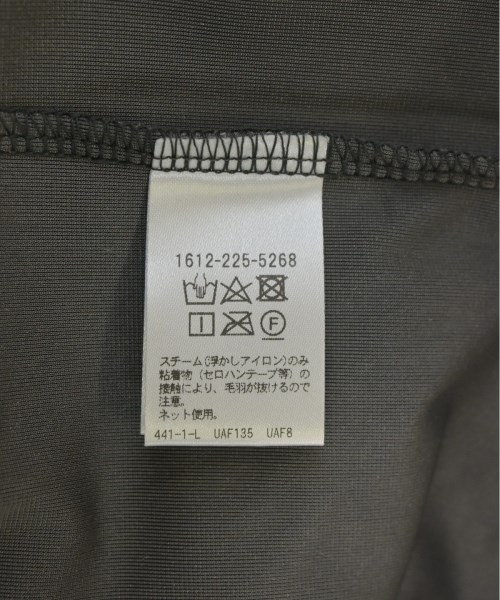 1612-225-5268
F
スチーム(浮かしアイロン)のみ
粘着物(セロハンテープ等)の
接触により、毛羽が抜けるので
注意。
ネット使用。
441-1-L UAF135 UAF8